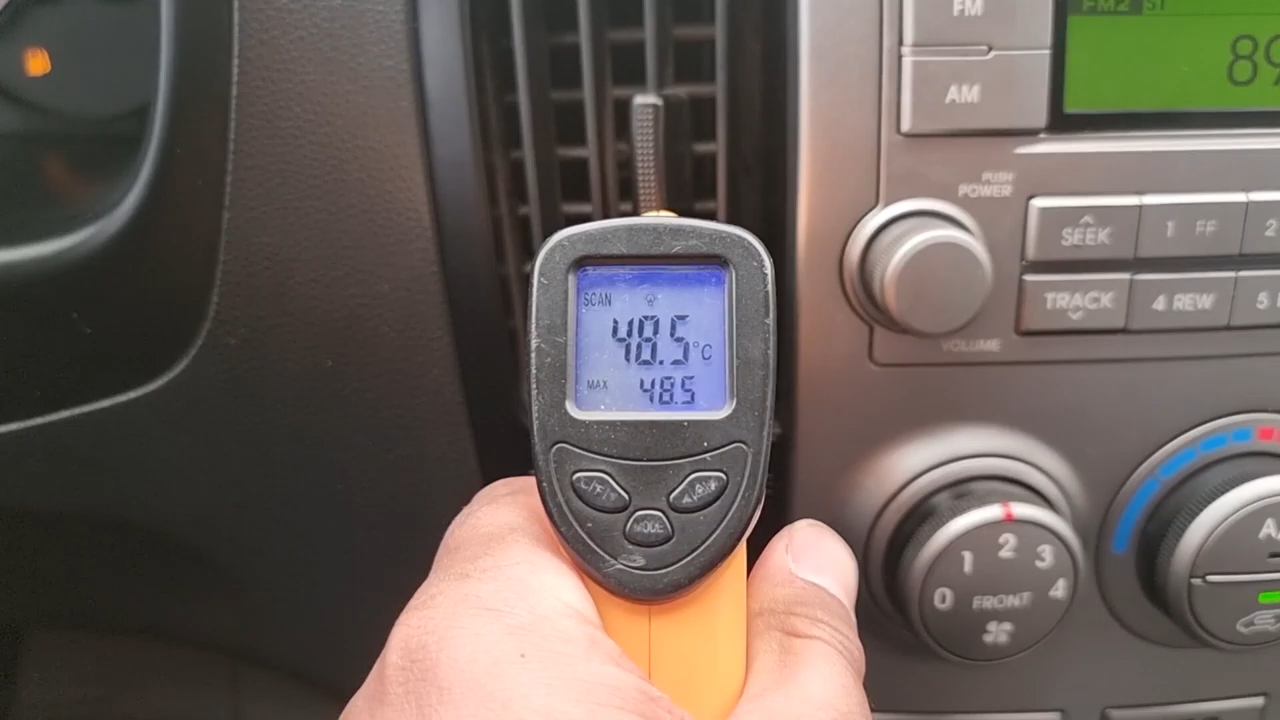 FM
AM
FM2 ST
89
PUSH
POWER
SEEK
1 FF
2
TRACK
4 REW
5
VOLUME
SCAN
48.5°C
MAX 48.5
MODE
0 1 2 3 4
FRONT